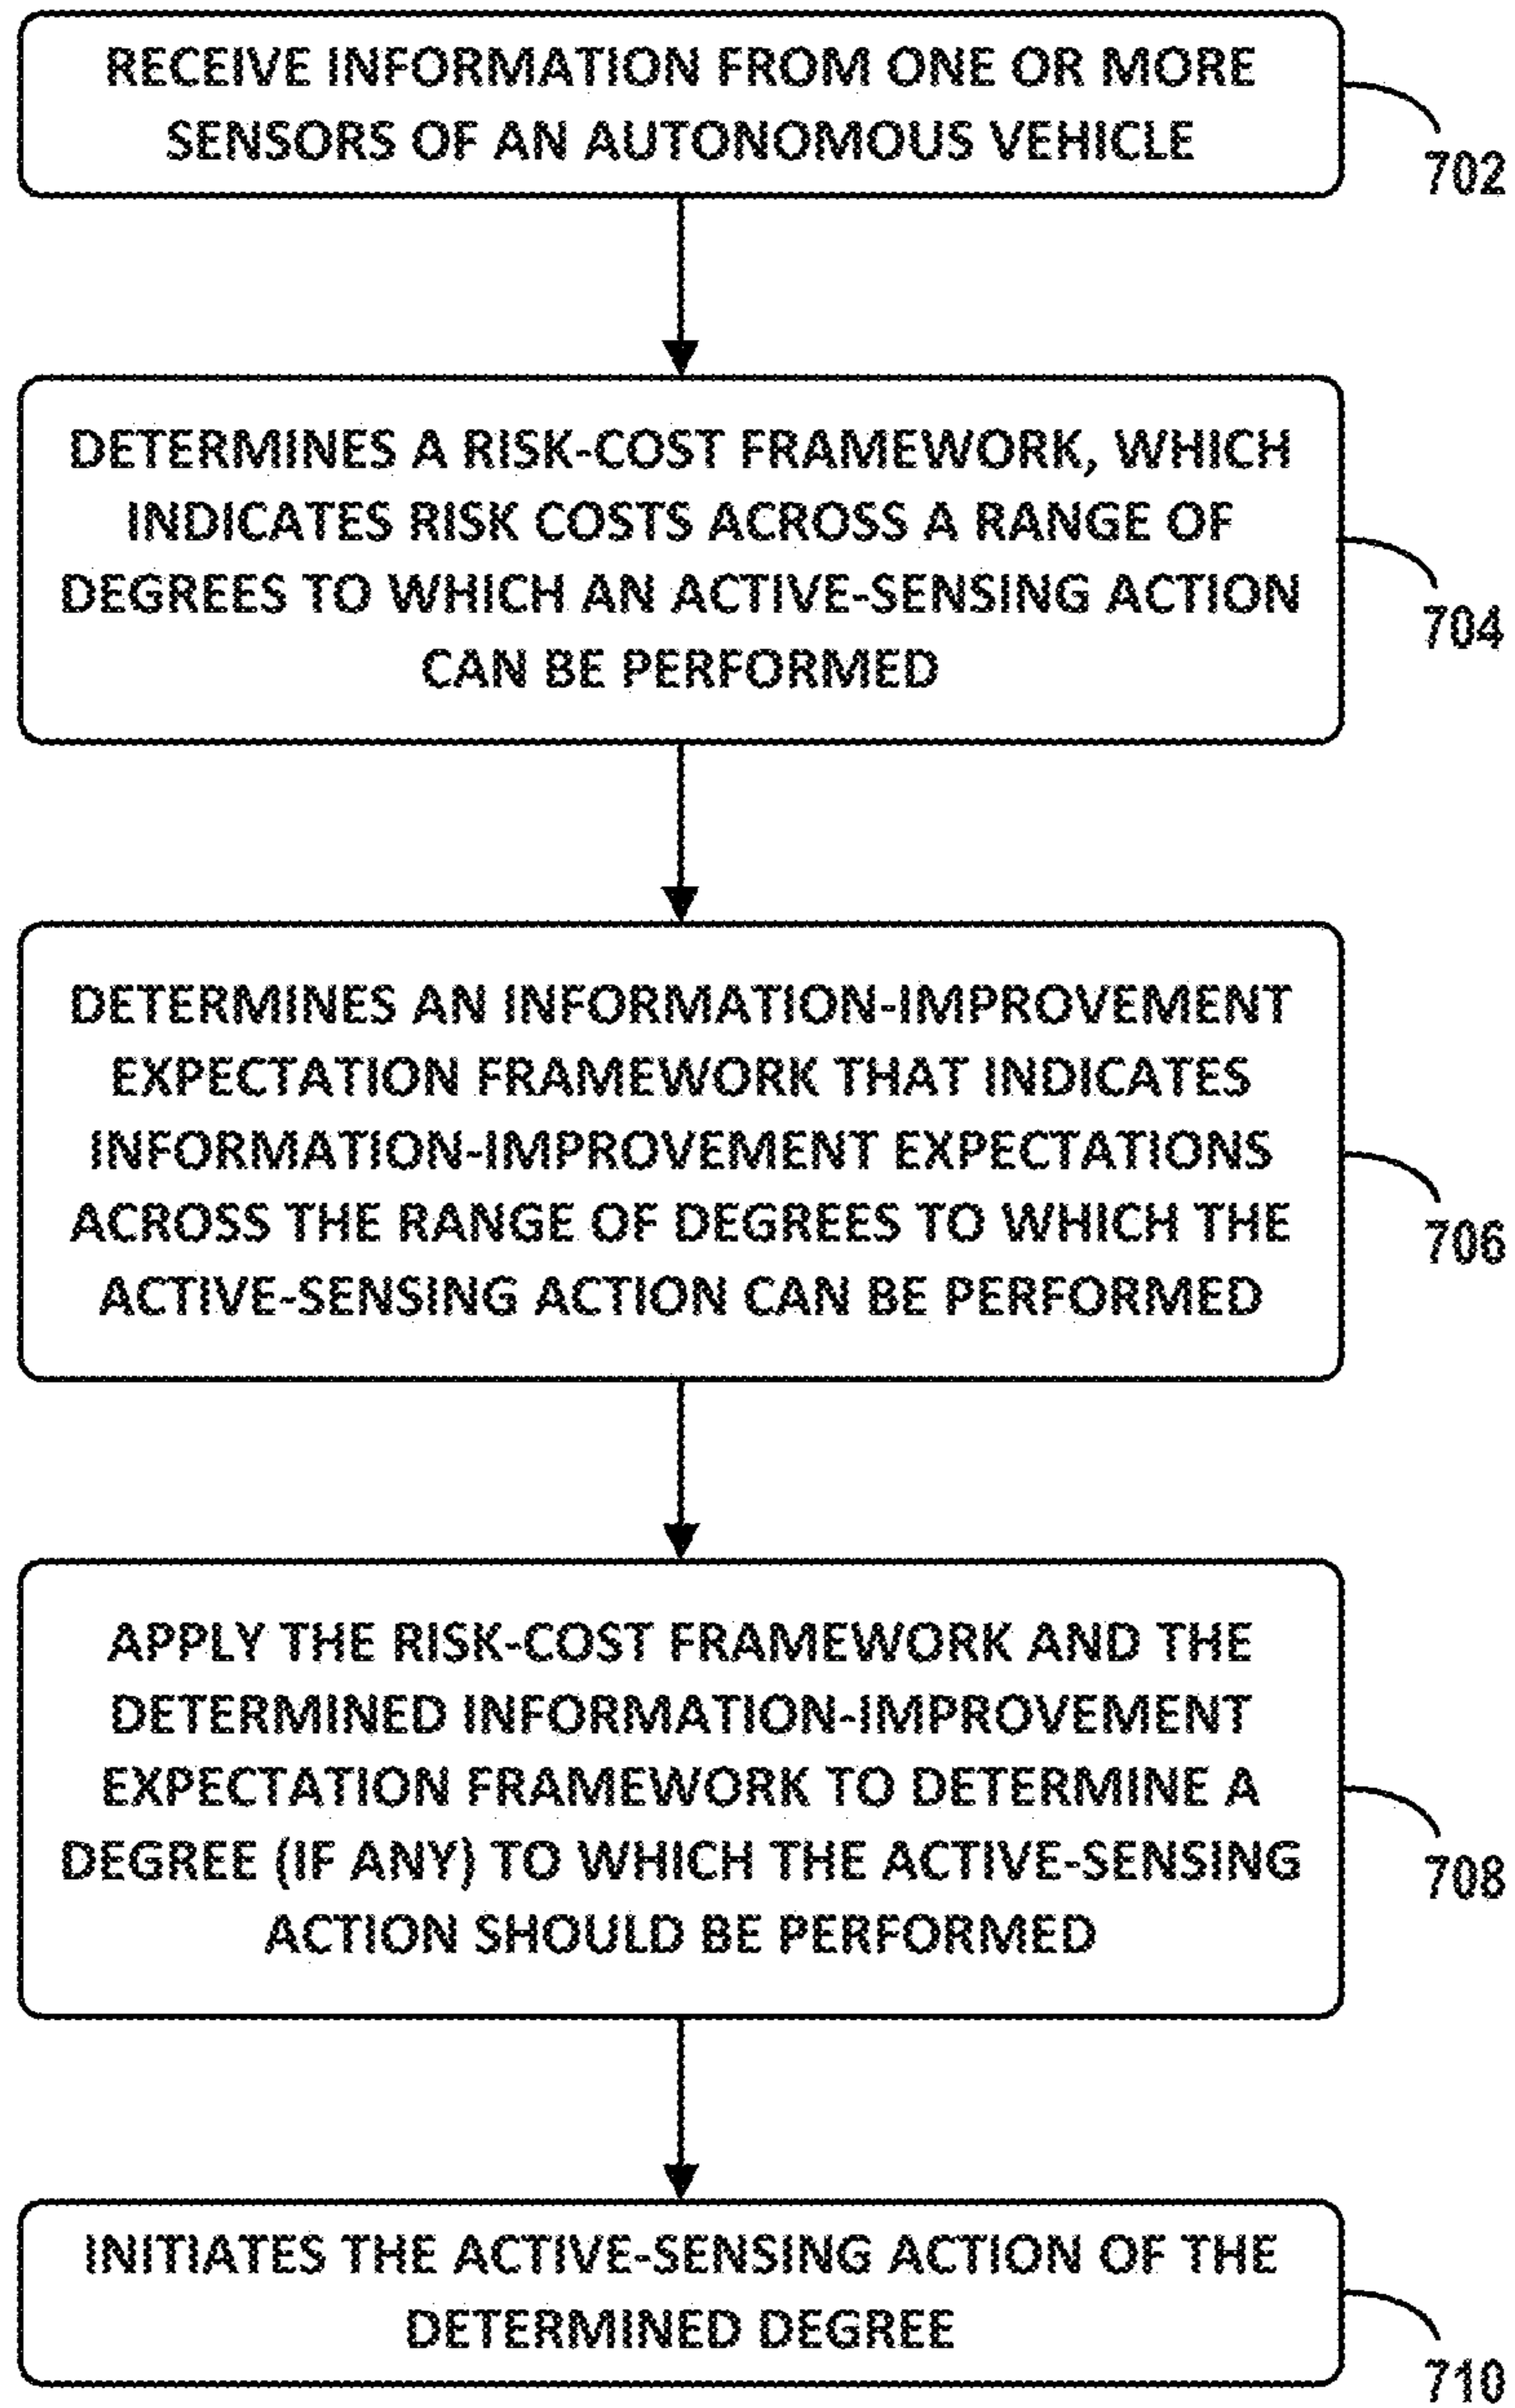 RECEIVE INFORMATION FROM ONE OR MORE
SENSORS OF AN AUTONOMOUS VEHICLE
702
DETERMINES A RISK-COST FRAMEWORK, WHICH
INDICATES RISK COSTS ACROSS A RANGE OF
DEGREES TO WHICH AN ACTIVE-SENSING ACTION
CAN BE PERFORMED
704
DETERMINES AN INFORMATION-IMPROVEMENT
EXPECTATION FRAMEWORK THAT INDICATES
INFORMATION-IMPROVEMENT EXPECTATIONS
ACROSS THE RANGE OF DEGREES TO WHICH THE
ACTIVE-SENSING ACTION CAN BE PERFORMED
706
APPLY THE RISK-COST FRAMEWORK AND THE
DETERMINED INFORMATION-IMPROVEMENT
EXPECTATION FRAMEWORK TO DETERMINE A
DEGREE (IF ANY) TO WHICH THE ACTIVE-SENSING
ACTION SHOULD BE PERFORMED
708
INITIATES THE ACTIVE-SENSING ACTION OF THE
DETERMINED DEGREE
710